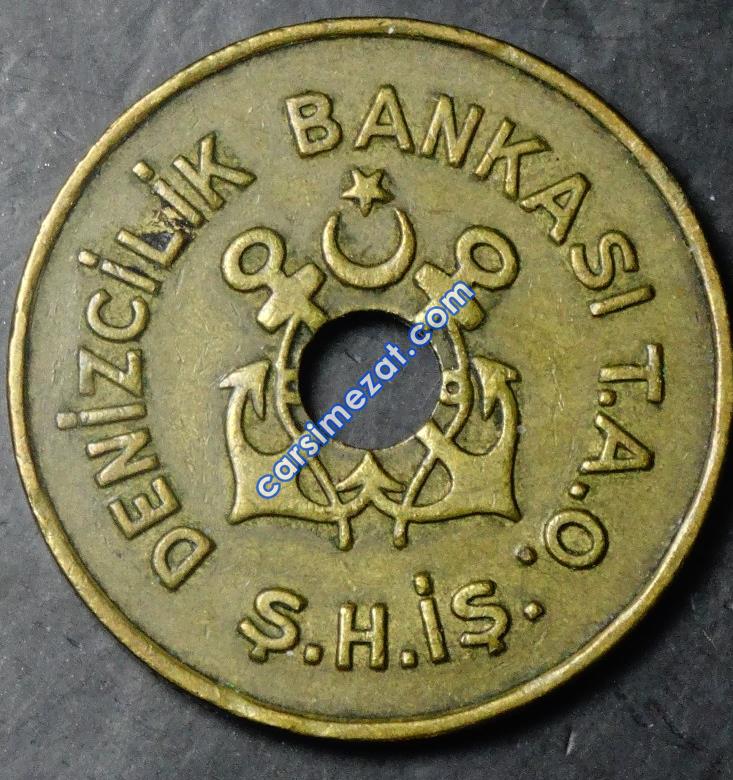 DENİZCİLİK BANKASI T.A.O.
Ş.H.İŞ.
carsimezat.com